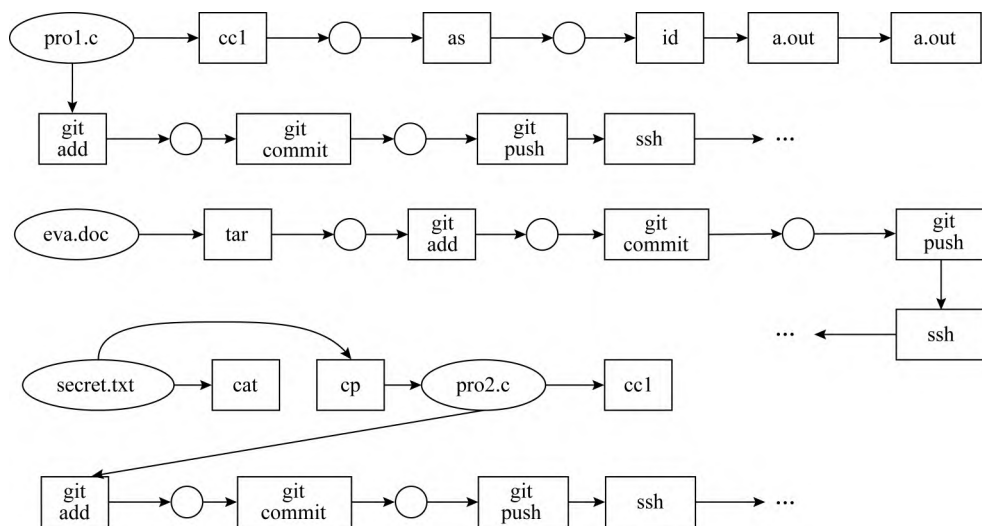 pro1.c cc1 as id a.out a.out
git add git commit git push ssh ...
eva.doc tar git add git commit git push
... ssh
secret.txt cat cp pro2.c cc1
git add git commit git push ssh ...